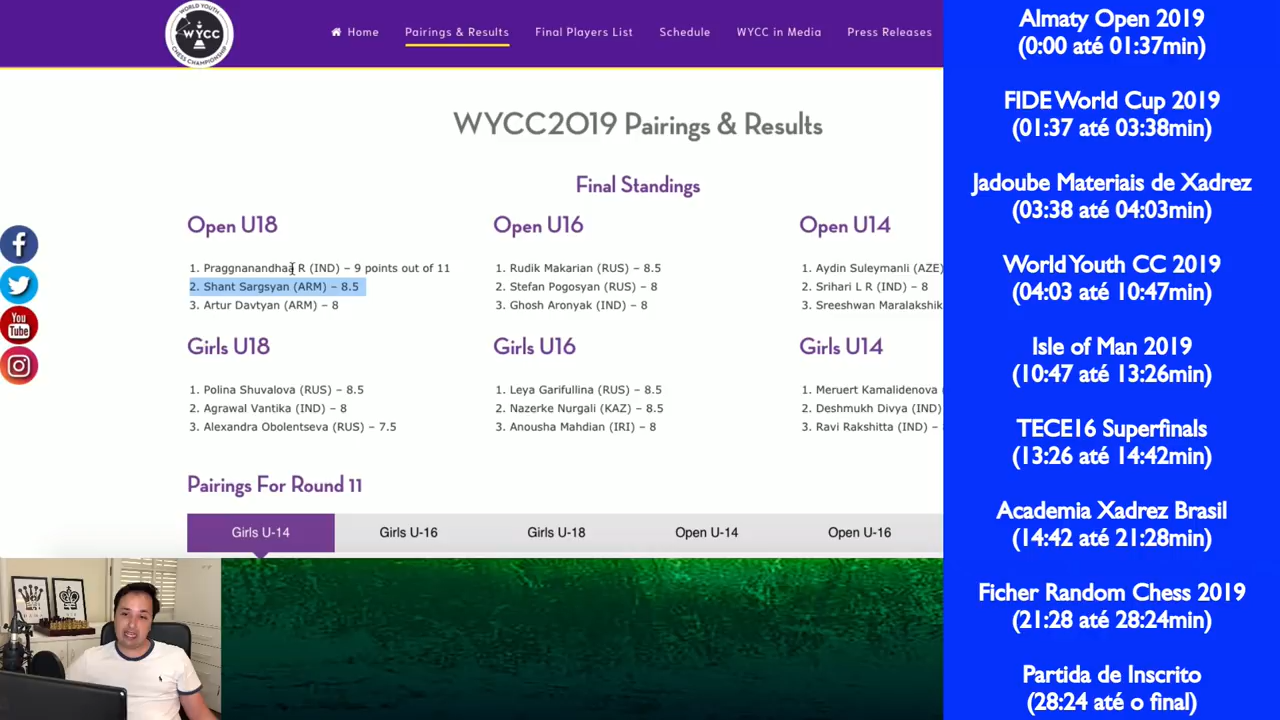 WORLD YOUTH
WYCC
CHESS CHAMPIONSHIP
Home
Pairings & Results
Final Players List
Schedule
WYCC in Media
Press Releases
WYCC2019 Pairings & Results
Final Standings
Open U18
1. Praggnanandhaa R (IND) – 9 points out of 11
2. Shant Sargsyan (ARM) – 8.5
3. Artur Davtyan (ARM) – 8
Open U16
1. Rudik Makarian (RUS) – 8.5
2. Stefan Pogosyan (RUS) – 8
3. Ghosh Aronyak (IND) – 8
Open U14
1. Aydin Suleymanli (AZE)
2. Srihari L R (IND) – 8
3. Sreeshwan Maralakshik
Girls U18
1. Polina Shuvalova (RUS) – 8.5
2. Agrawal Vantika (IND) – 8
3. Alexandra Obolentseva (RUS) – 7.5
Girls U16
1. Leya Garifullina (RUS) – 8.5
2. Nazerke Nurgali (KAZ) – 8.5
3. Anousha Mahdian (IRI) – 8
Girls U14
1. Meruert Kamalidenova
2. Deshmukh Divya (IND)
3. Ravi Rakshitta (IND) –
Pairings For Round 11
Girls U-14
Girls U-16
Girls U-18
Open U-14
Open U-16
You
Tube
Almaty Open 2019
(0:00 até 01:37min)
FIDE World Cup 2019
(01:37 até 03:38min)
Jadoube Materiais de Xadrez
(03:38 até 04:03min)
World Youth CC 2019
(04:03 até 10:47min)
Isle of Man 2019
(10:47 até 13:26min)
TECE16 Superfinals
(13:26 até 14:42min)
Academia Xadrez Brasil
(14:42 até 21:28min)
Ficher Random Chess 2019
(21:28 até 28:24min)
Partida de Inscrito
(28:24 até o final)